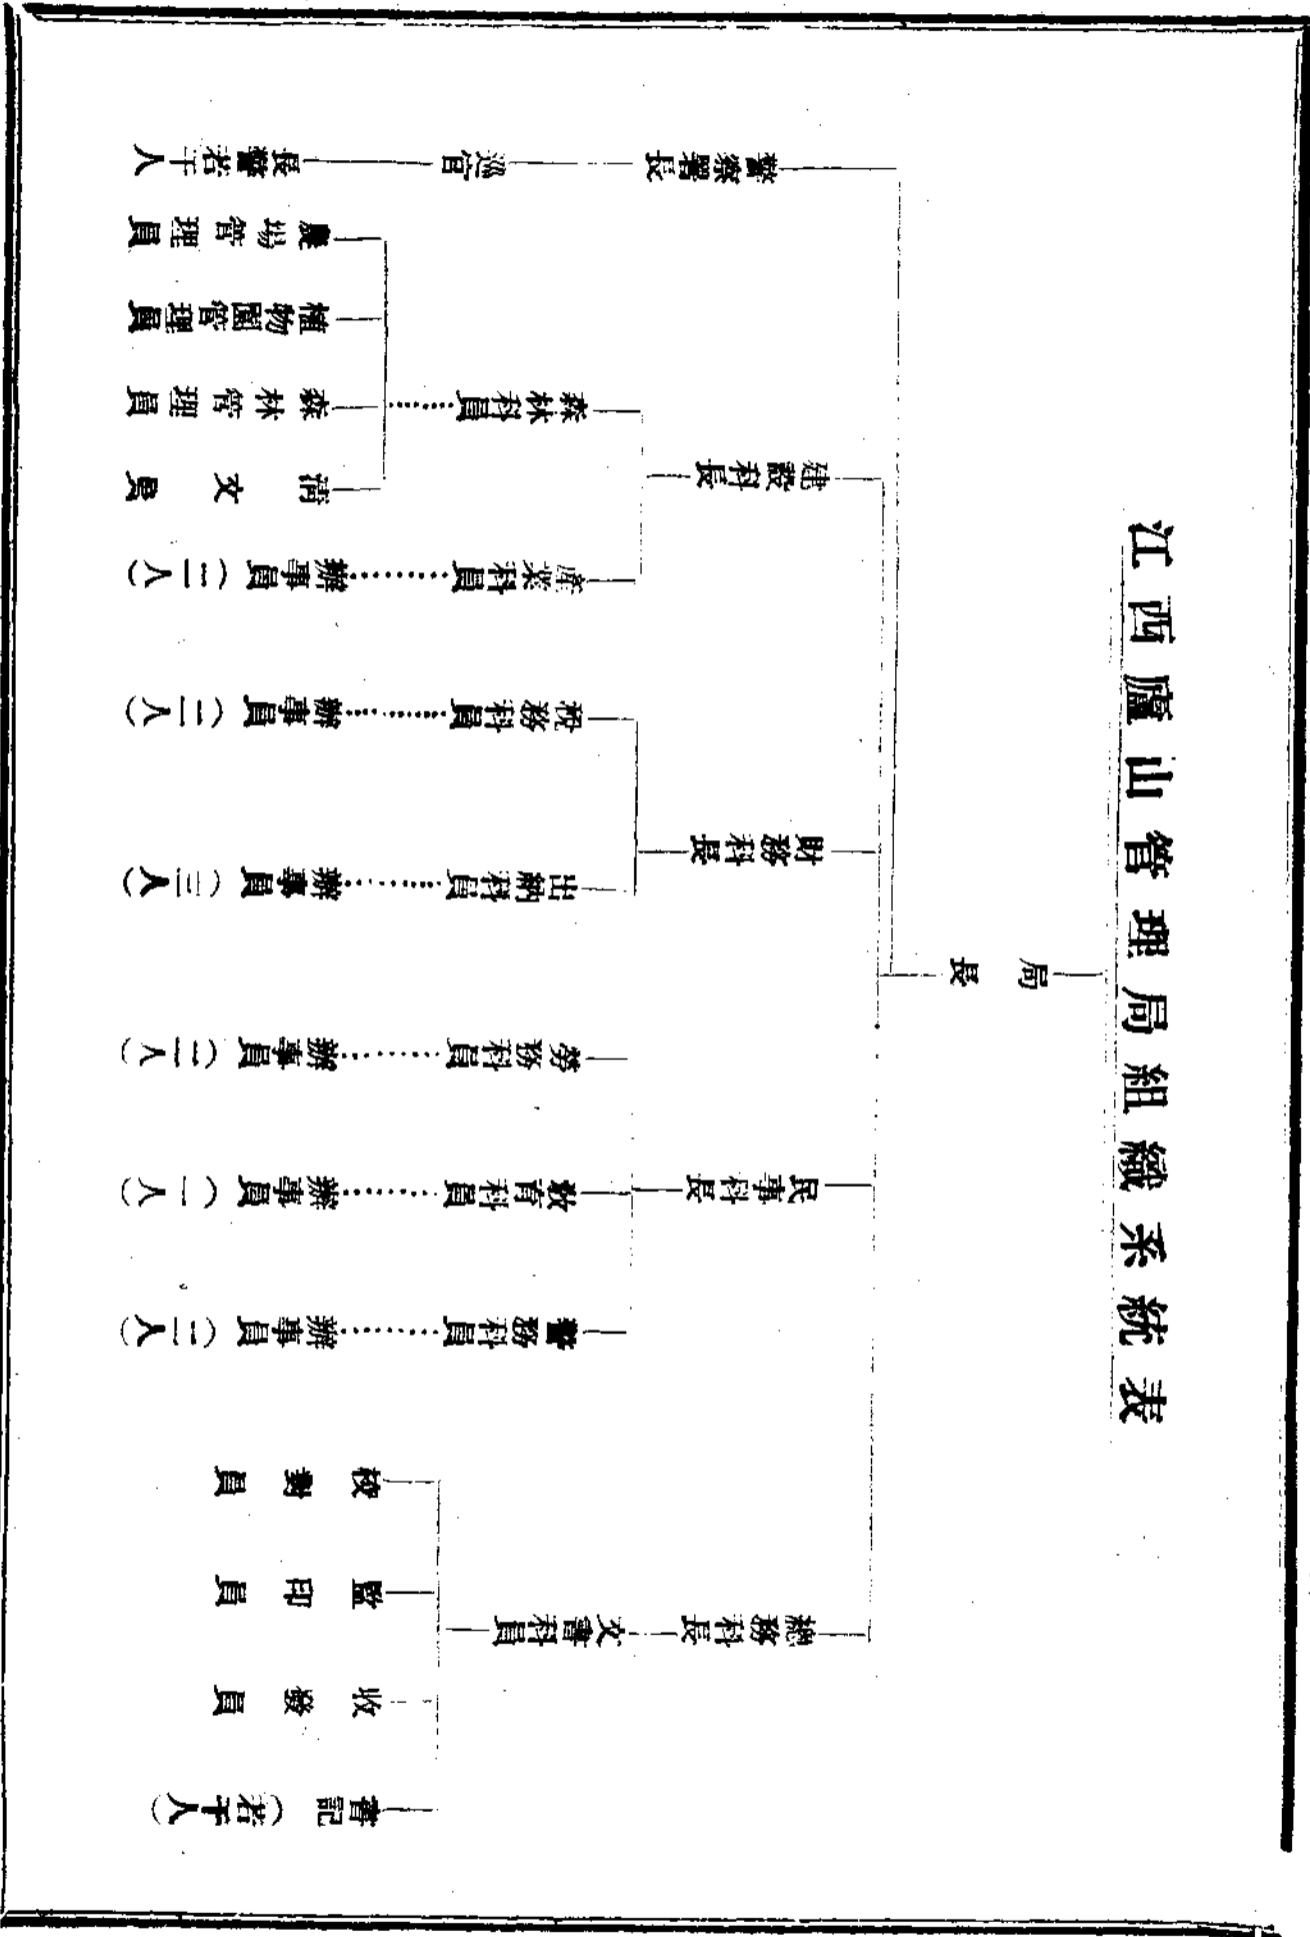 江西廬山管理局組織系統表
局長
警察署長
巡官
長警若干人
建設科長
森林科員
農場管理員
植物園管理員
森林管理員
清文員
產業科員
辦事員(二人)
財務科長
稅務科員
辦事員(二人)
出納科員
辦事員(三人)
民事科長
勞務科員
辦事員(二人)
教育科員
辦事員(一人)
警務科員
辦事員(二人)
總務科長
文書科員
校對員
監印員
收發員
書記(若干人)